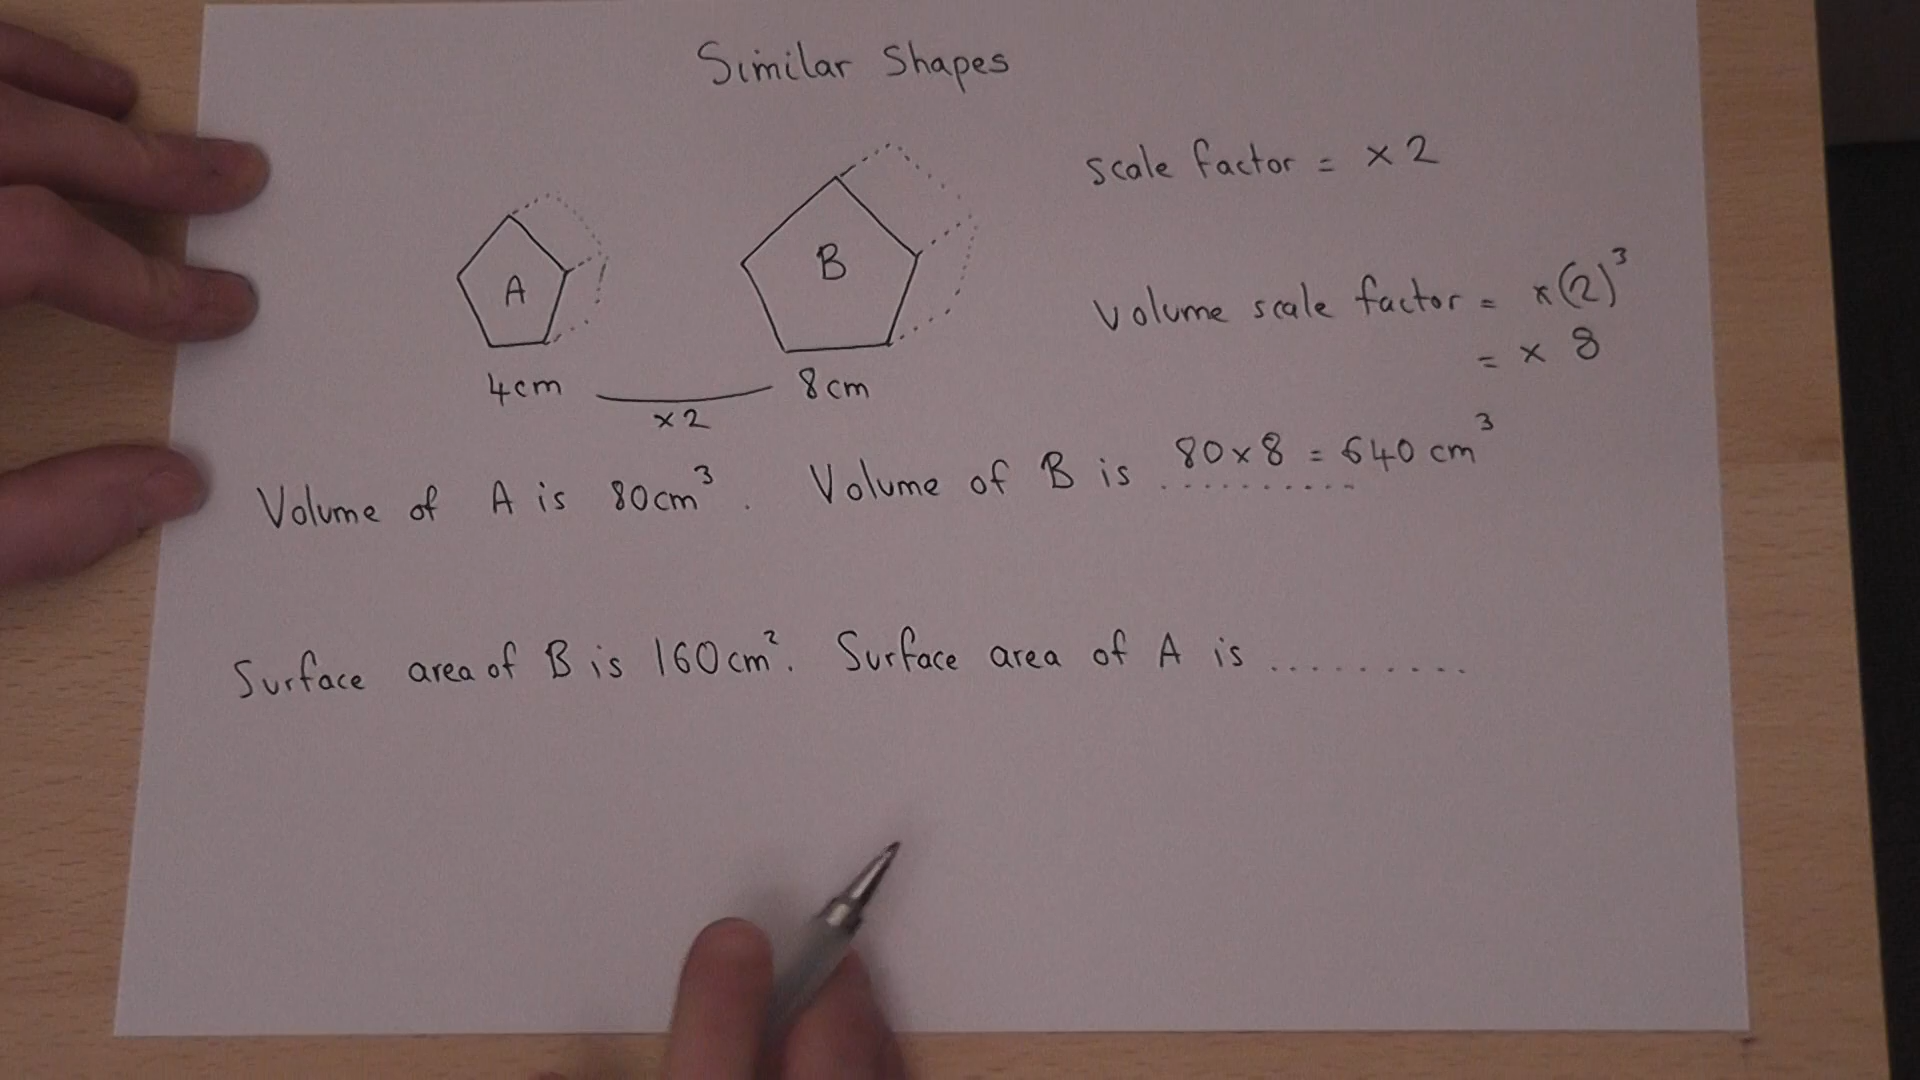 Similar Shapes
scale factor = × 2
A
B
Volume scale factor = ×(2)³
= × 8
4cm
8cm
×2
Volume of A is 80cm³. Volume of B is 80×8 = 640 cm³
Surface area of B is 160cm². Surface area of A is ..........